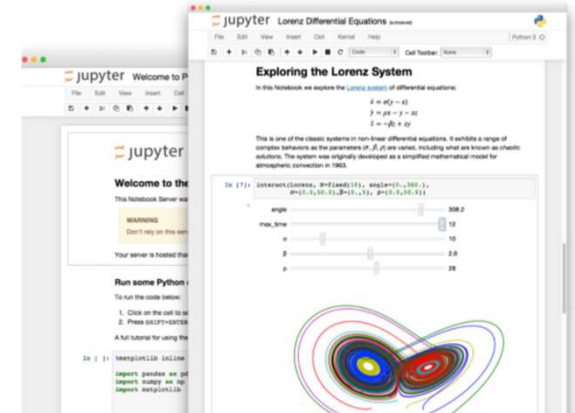 jupyter Lorenz Differential Equations (autosaved)
File Edit View Insert Cell Kernel Help Python 3
Code Cell Toolbar: None
Exploring the Lorenz System
In this Notebook we explore the Lorenz system of differential equations:
ẋ = σ(y − x)
ẏ = ρx − y − xz
ż = −βz + xy
This is one of the classic systems in non-linear differential equations. It exhibits a range of
complex behaviors as the parameters (σ, β, ρ) are varied, including what are known as chaotic
solutions. The system was originally developed as a simplified mathematical model for
atmospheric convection in 1963.
In [7]: interact(Lorenz, N=fixed(10), angle=(0.,360.),
σ=(0.0,50.0),β=(0.,5), ρ=(0.0,50.0))
angle 308.2
max_time 12
σ 10
β 2.6
ρ 28
jupyter Welcome to P
File Edit View Insert Cell
jupyter
Welcome to the
This Notebook Server was
WARNING
Don't rely on this serv
Your server is hosted than
Run some Python
To run the code below:
1. Click on the cell to se
2. Press SHIFT+ENTER
A full tutorial for using the
In [ ]: %matplotlib inline
import pandas as pd
import numpy as np
import matplotlib